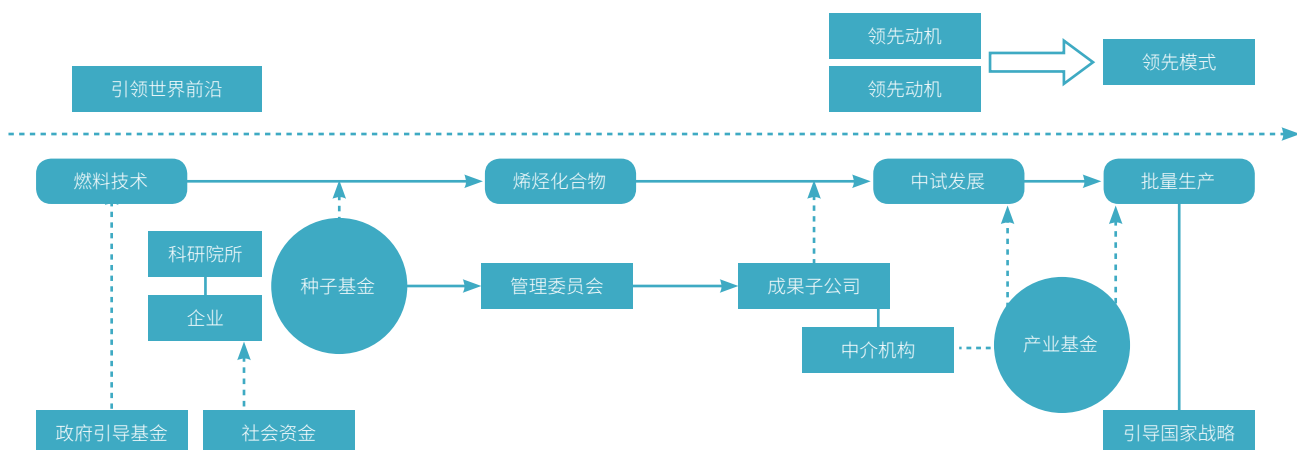 领先动机
引领世界前沿
领先动机
领先模式
燃料技术
烯烃化合物
中试发展
批量生产
科研院所
企业
种子基金
管理委员会
成果子公司
中介机构
产业基金
政府引导基金
社会资金
引导国家战略